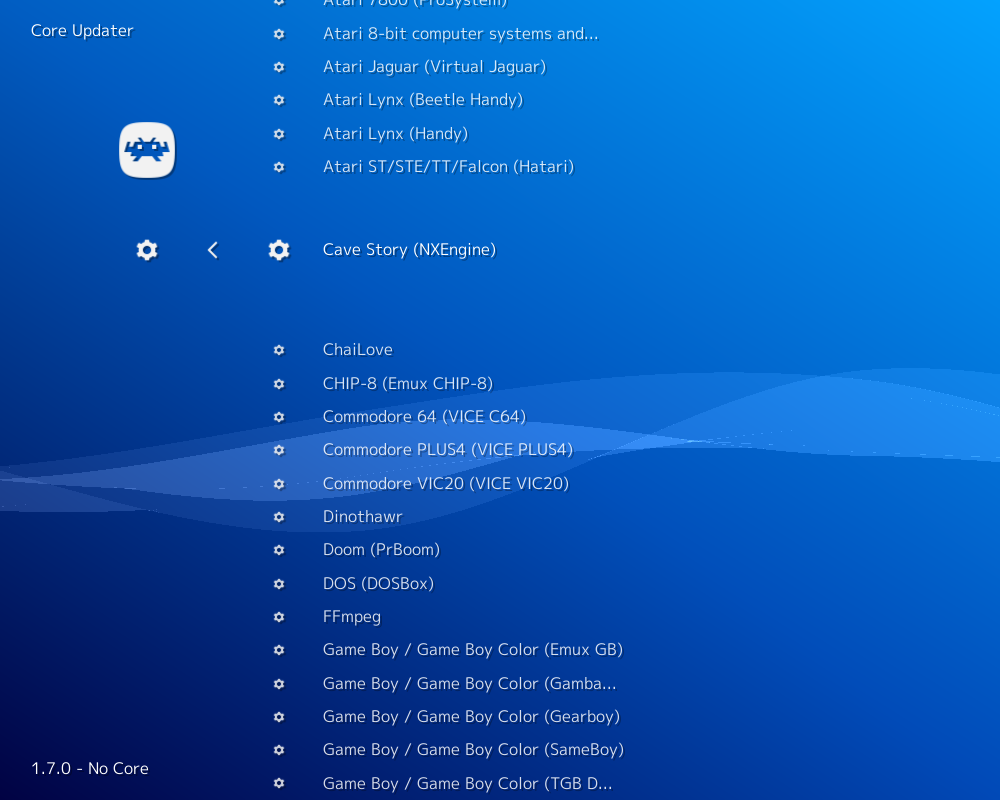 Atari 7800 (ProSystem)
Core Updater
Atari 8-bit computer systems and...
Atari Jaguar (Virtual Jaguar)
Atari Lynx (Beetle Handy)
Atari Lynx (Handy)
Atari ST/STE/TT/Falcon (Hatari)
Cave Story (NXEngine)
ChaiLove
CHIP-8 (Emux CHIP-8)
Commodore 64 (VICE C64)
Commodore PLUS4 (VICE PLUS4)
Commodore VIC20 (VICE VIC20)
Dinothawr
Doom (PrBoom)
DOS (DOSBox)
FFmpeg
Game Boy / Game Boy Color (Emux GB)
Game Boy / Game Boy Color (Gamba...
Game Boy / Game Boy Color (Gearboy)
Game Boy / Game Boy Color (SameBoy)
Game Boy / Game Boy Color (TGB D...
1.7.0 - No Core